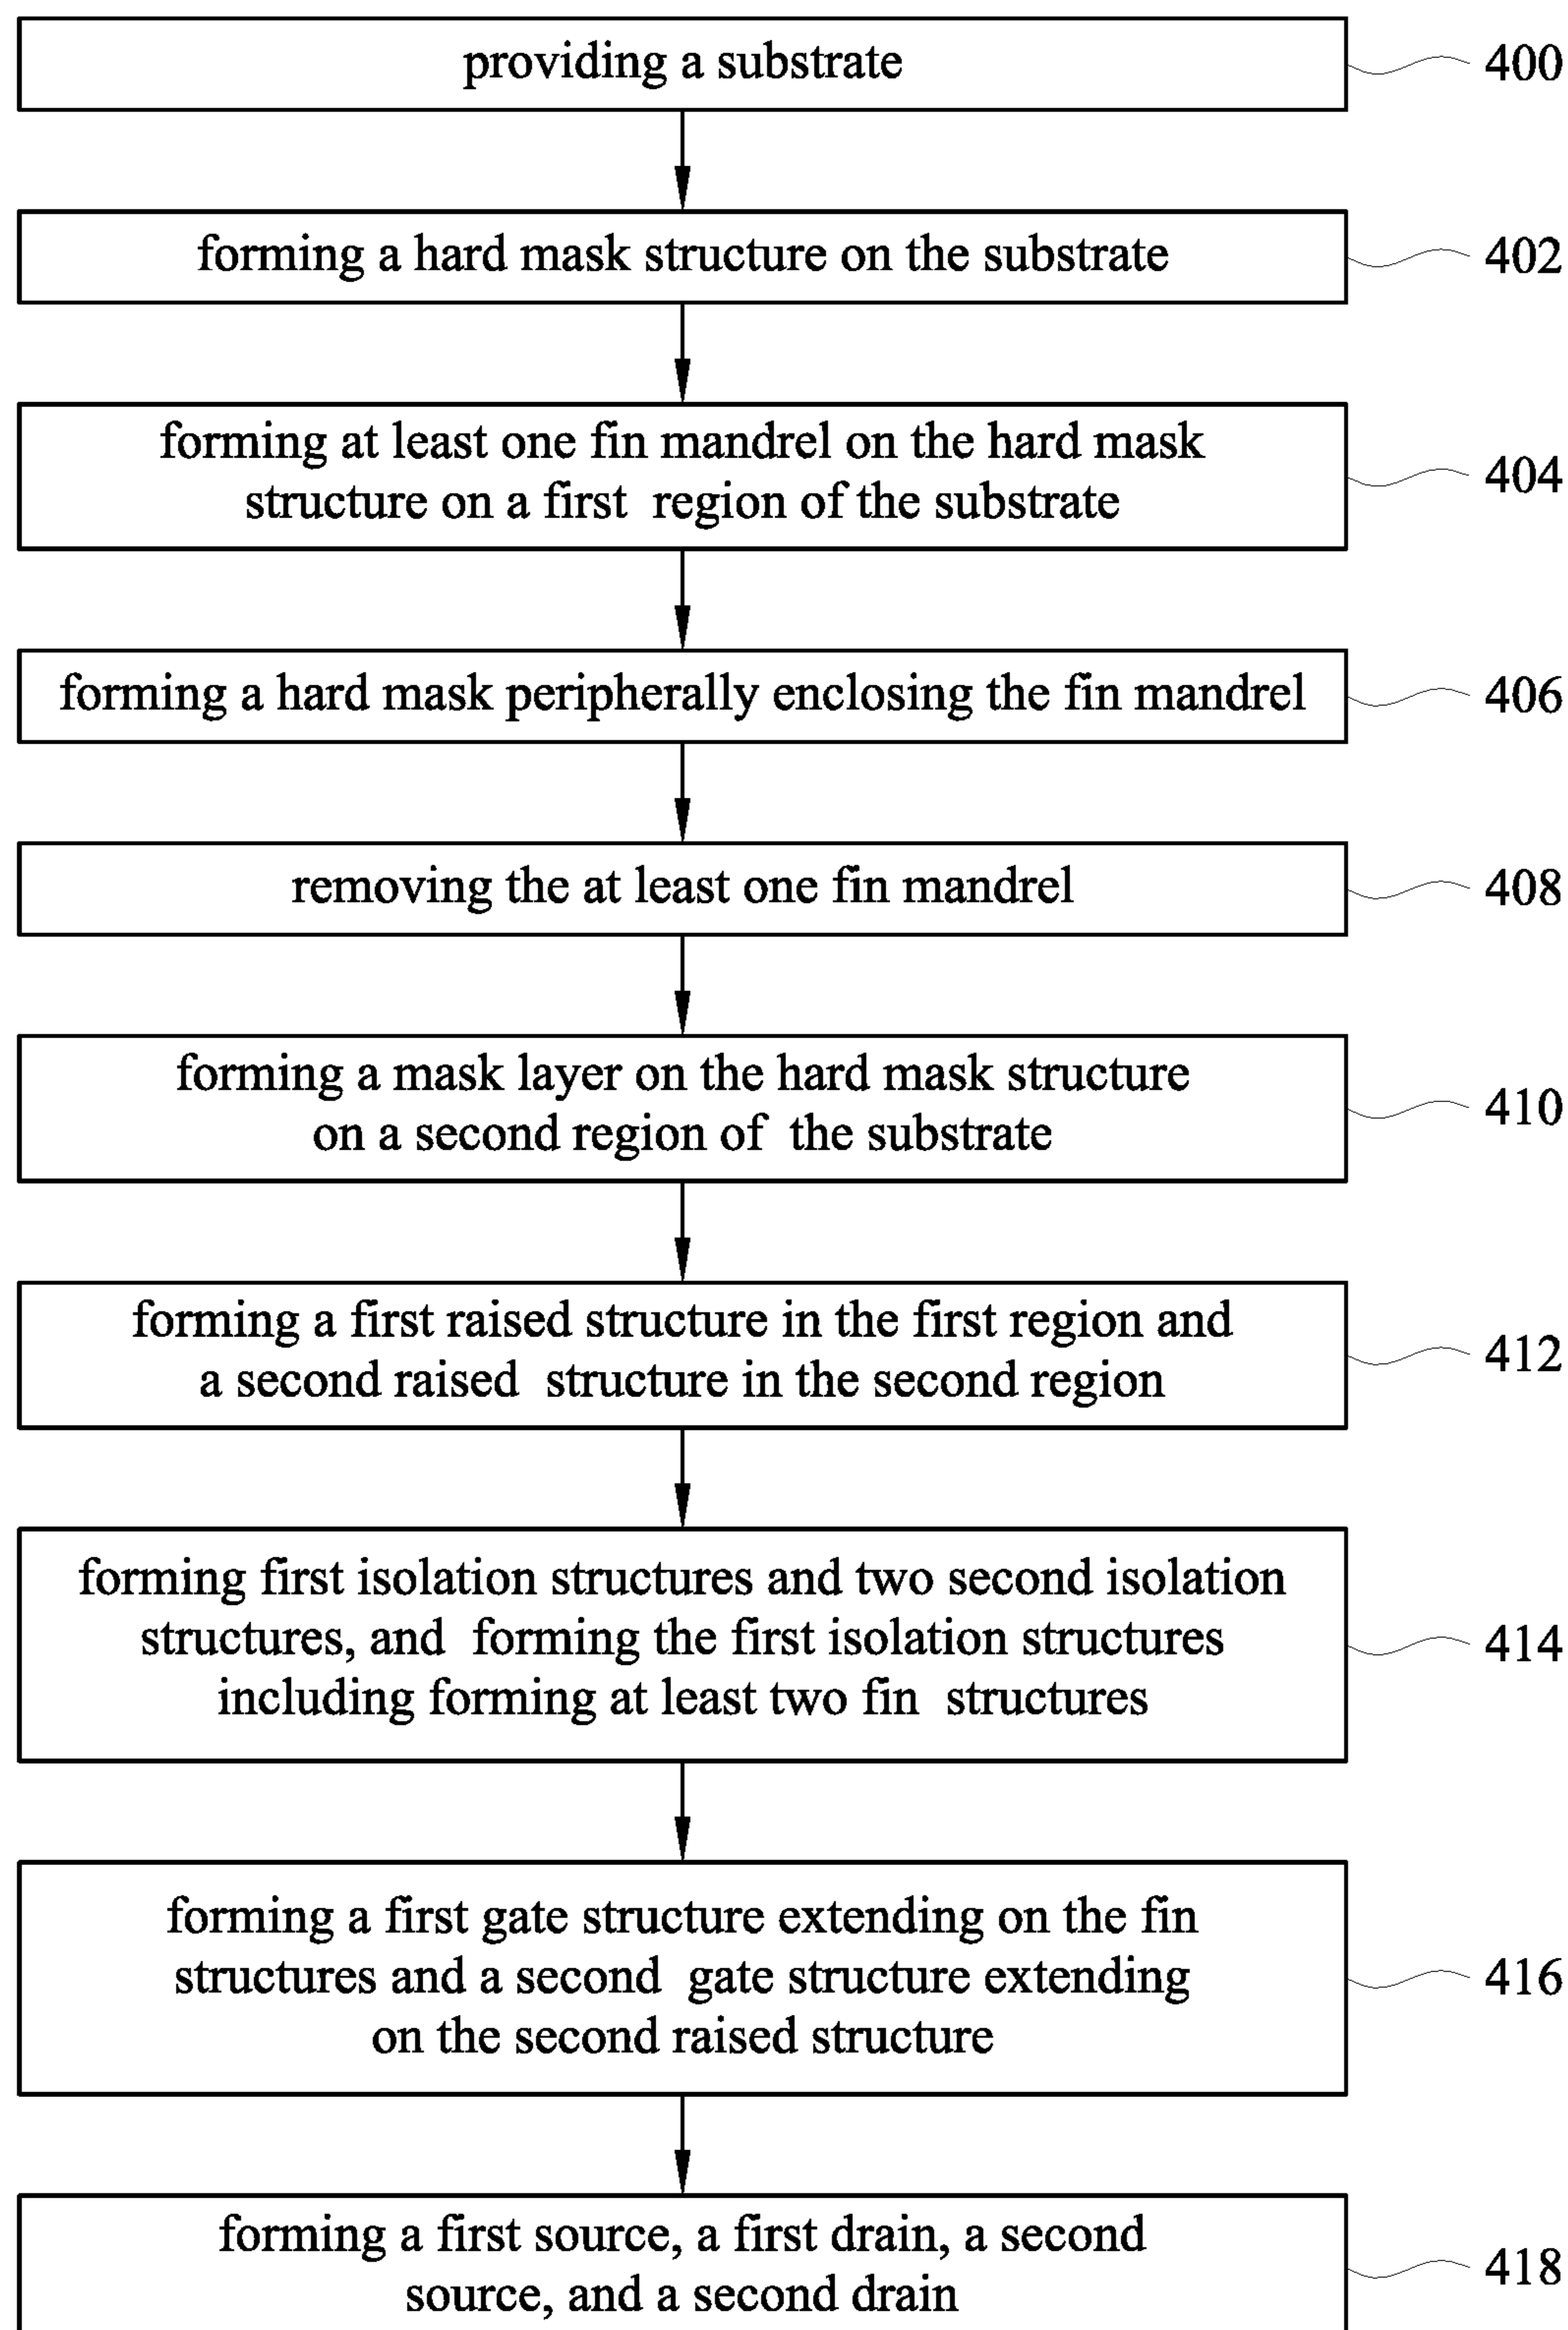 providing a substrate
400
forming a hard mask structure on the substrate
402
forming at least one fin mandrel on the hard mask
structure on a first region of the substrate
404
forming a hard mask peripherally enclosing the fin mandrel
406
removing the at least one fin mandrel
408
forming a mask layer on the hard mask structure
on a second region of the substrate
410
forming a first raised structure in the first region and
a second raised structure in the second region
412
forming first isolation structures and two second isolation
structures, and forming the first isolation structures
including forming at least two fin structures
414
forming a first gate structure extending on the fin
structures and a second gate structure extending
on the second raised structure
416
forming a first source, a first drain, a second
source, and a second drain
418